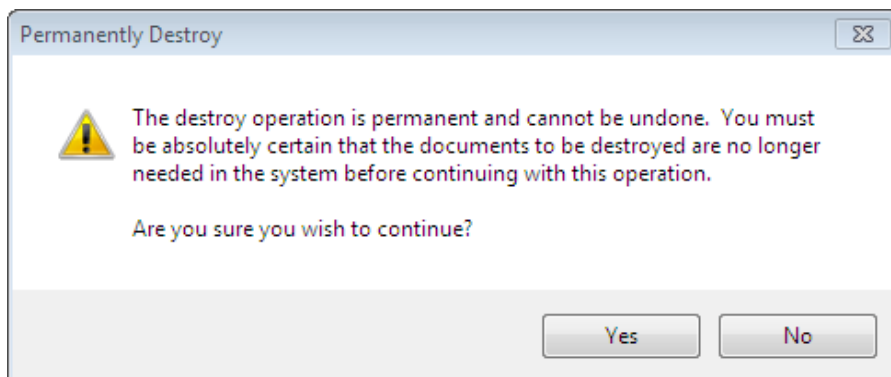 Permanently Destroy
The destroy operation is permanent and cannot be undone.  You must
be absolutely certain that the documents to be destroyed are no longer
needed in the system before continuing with this operation.
Are you sure you wish to continue?
Yes
No